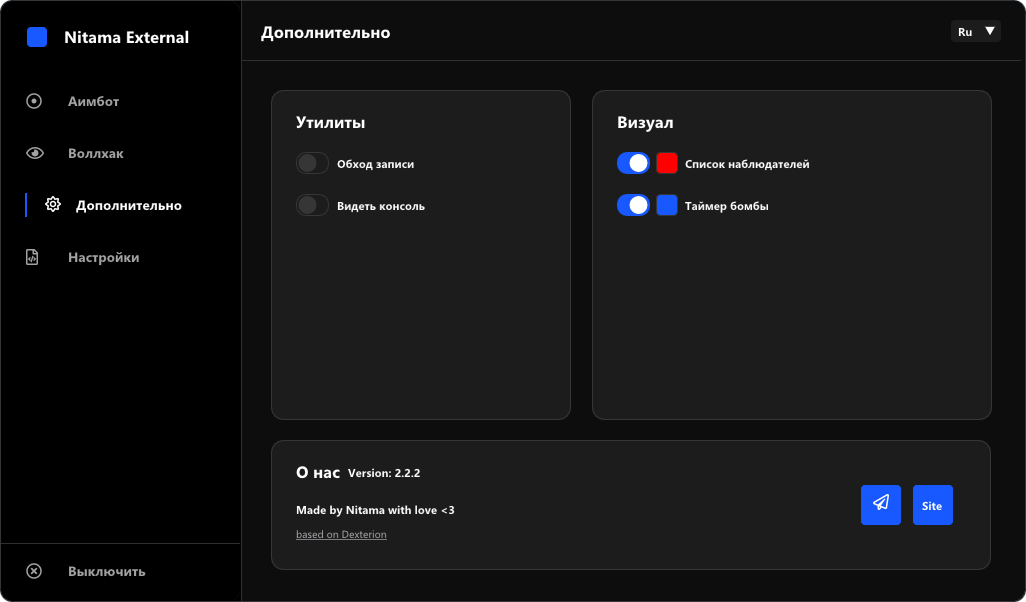 Nitama External
Аимбот
Воллхак
Дополнительно
Настройки
Выключить
Дополнительно
Ru
Утилиты
Обход записи
Видеть консоль
Визуал
Список наблюдателей
Таймер бомбы
О нас Version: 2.2.2
Made by Nitama with love <3
based on Dexterion
Site